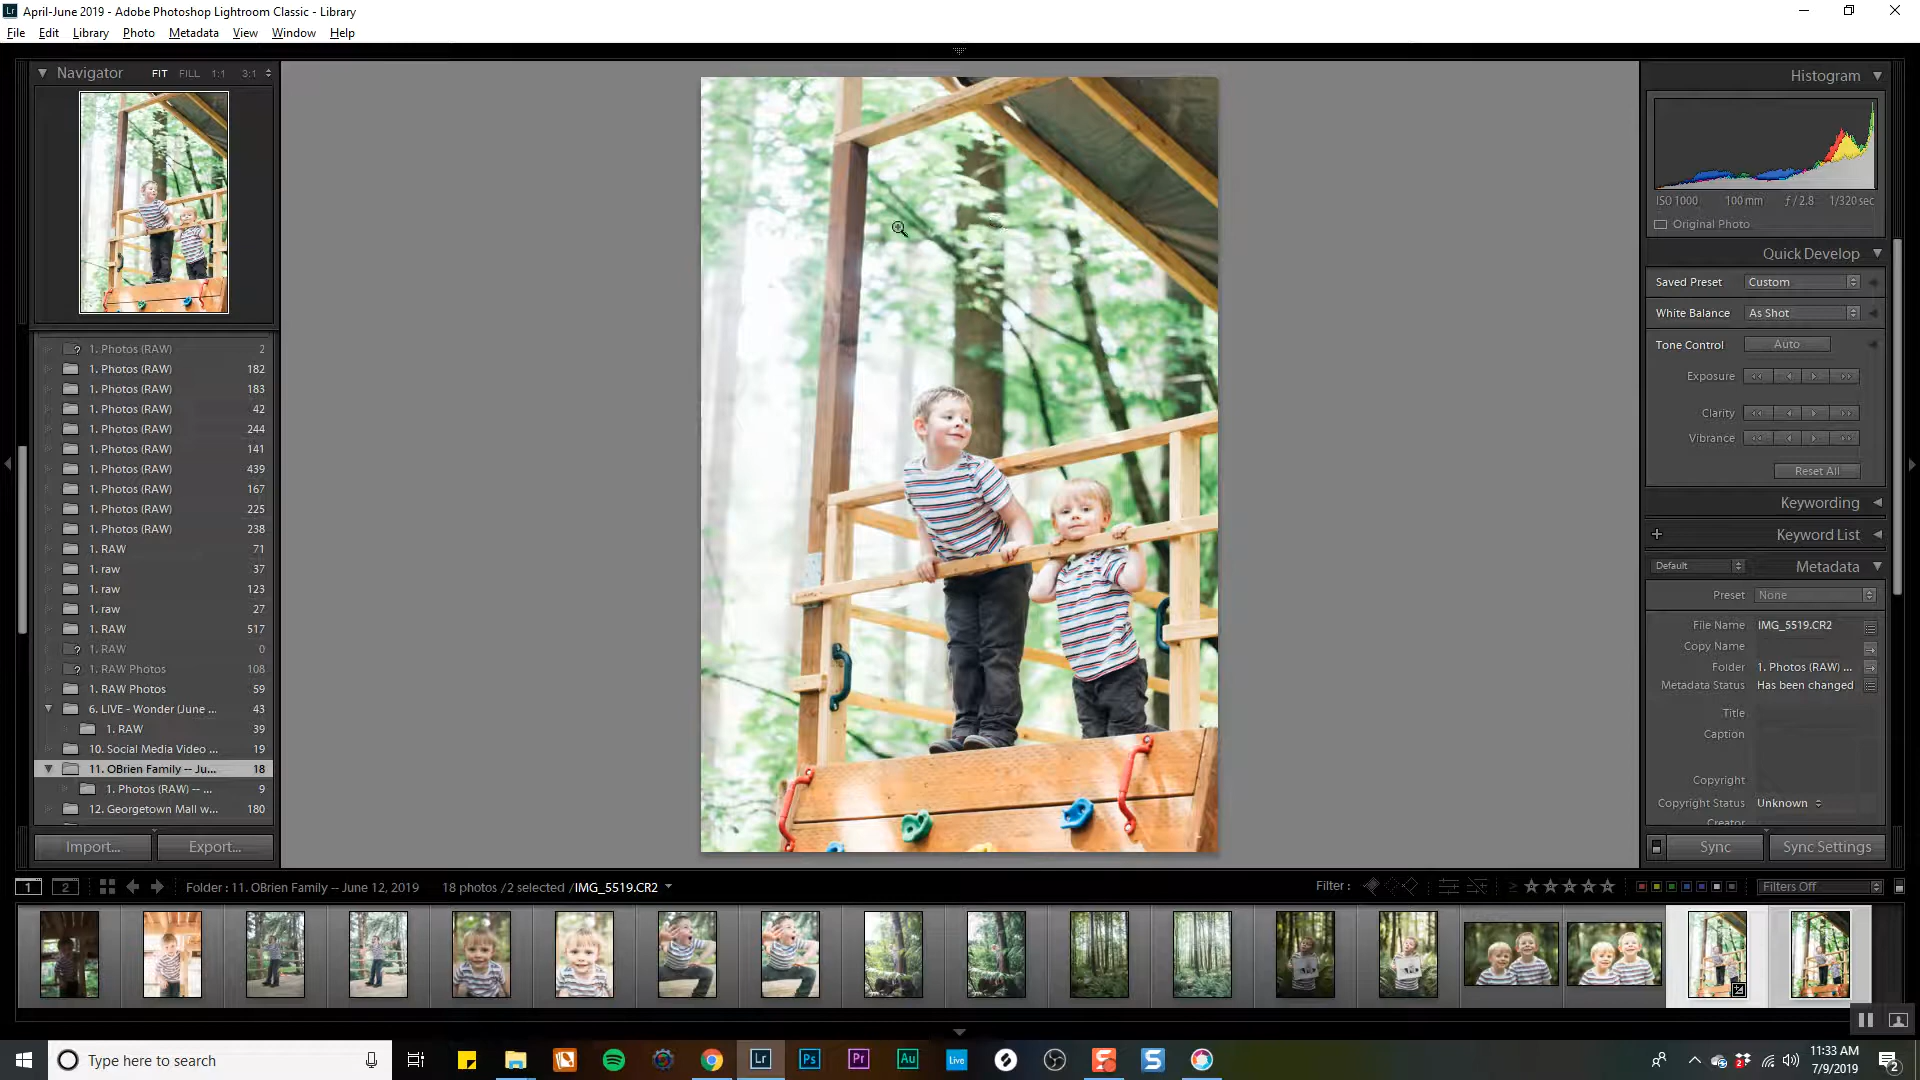 Lr April-June 2019 - Adobe Photoshop Lightroom Classic - Library
File Edit Library Photo Metadata View Window Help
Navigator FIT FILL 1:1 3:1
Histogram
ISO 1000 100 mm ƒ / 2.8 1/320 sec
Original Photo
Quick Develop
Saved Preset Custom
White Balance As Shot
Tone Control Auto
Exposure
Clarity
Vibrance
Reset All
Keywording
+ Keyword List
Default Metadata
Preset None
File Name IMG_5519.CR2
Copy Name
Folder 1. Photos (RAW) ...
Metadata Status Has been changed
Title
Caption
Copyright
Copyright Status Unknown
Sync Sync Settings
1. Photos (RAW) 2
1. Photos (RAW) 182
1. Photos (RAW) 183
1. Photos (RAW) 42
1. Photos (RAW) 244
1. Photos (RAW) 141
1. Photos (RAW) 439
1. Photos (RAW) 167
1. Photos (RAW) 225
1. Photos (RAW) 238
1. RAW 71
1. raw 37
1. raw 123
1. raw 27
1. RAW 517
1. RAW 0
1. RAW Photos 108
1. RAW Photos 59
6. LIVE - Wonder (June ... 43
1. RAW 39
10. Social Media Video ... 19
11. OBrien Family -- Ju... 18
1. Photos (RAW) -- ... 9
12. Georgetown Mall w... 180
Import... Export...
1 2 Folder : 11. OBrien Family -- June 12, 2019 18 photos / 2 selected / IMG_5519.CR2 Filter : Filters Off
Type here to search
Lr Ps Pr Au Live
11:33 AM
7/9/2019
2